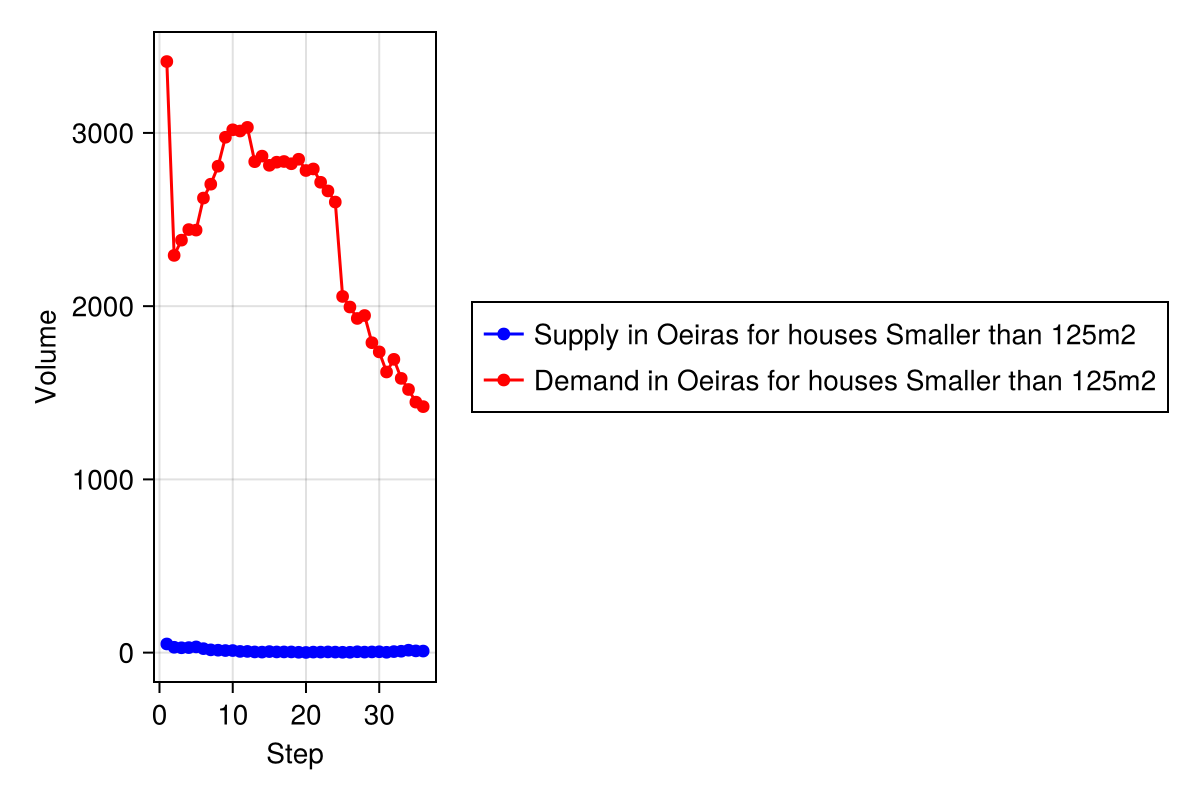 Volume
3000
2000
1000
0
0 10 20 30
Step
Supply in Oeiras for houses Smaller than 125m2
Demand in Oeiras for houses Smaller than 125m2